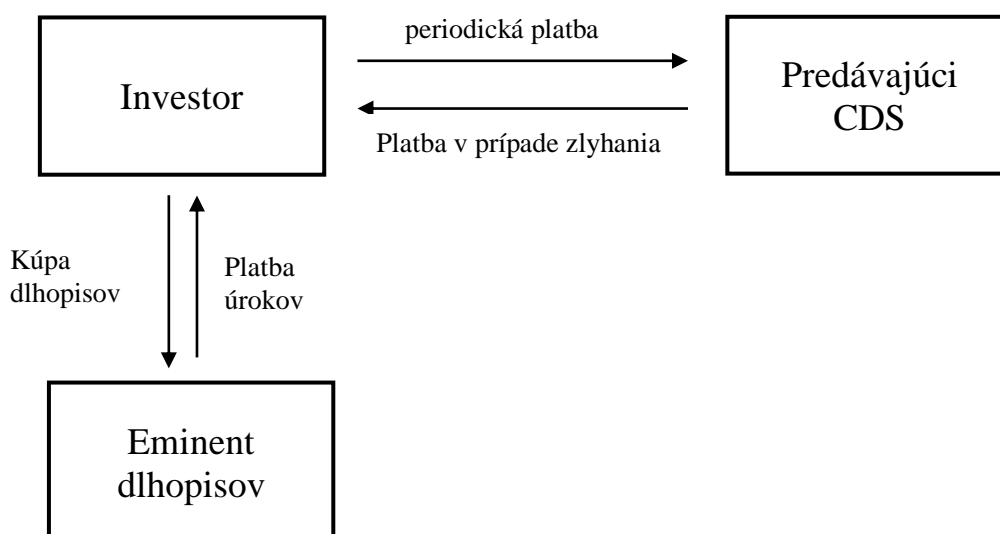 periodická platba
Investor
Predávajúci
CDS
Platba v prípade zlyhania
Kúpa
dlhopisov
Platba
úrokov
Eminent
dlhopisov